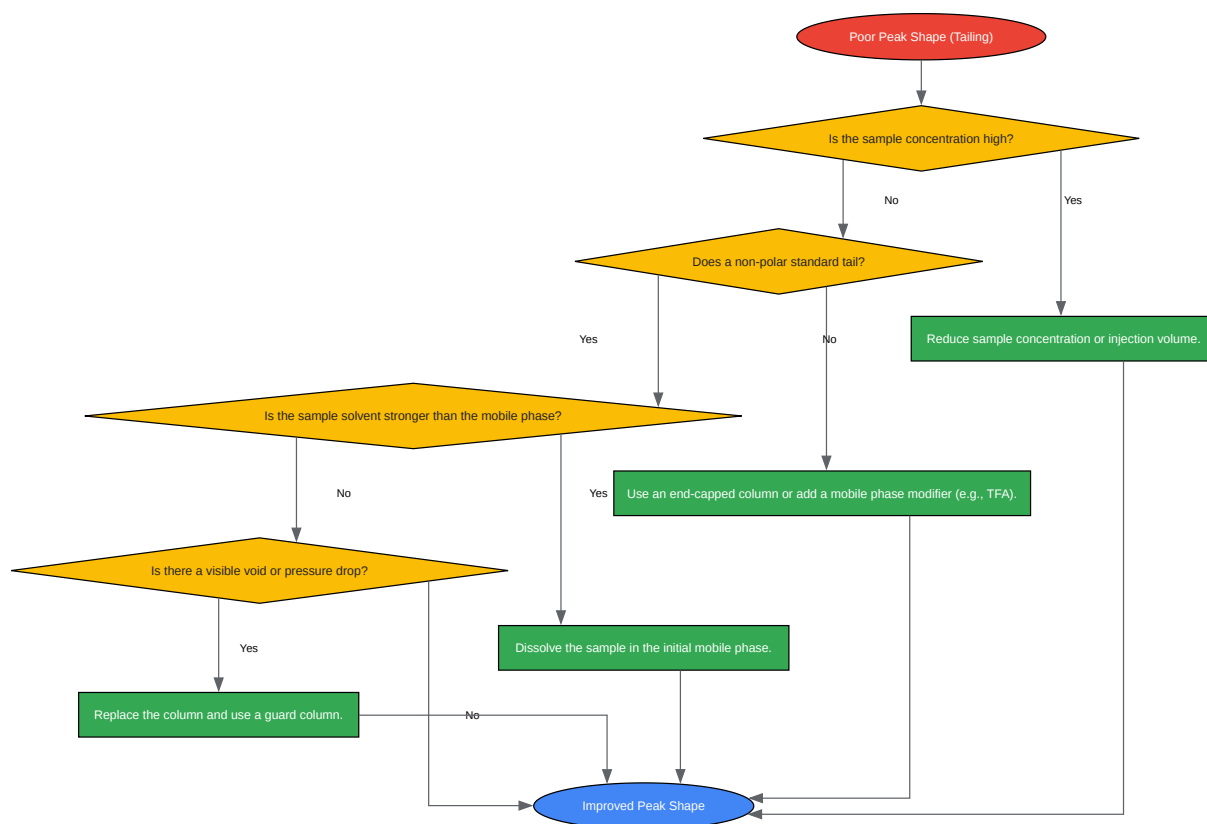 Poor Peak Shape (Tailing)
Is the sample concentration high?
No
Yes
Does a non-polar standard tail?
Yes
No
Reduce sample concentration or injection volume.
Is the sample solvent stronger than the mobile phase?
No
Yes
Use an end-capped column or add a mobile phase modifier (e.g., TFA).
Is there a visible void or pressure drop?
Yes
Dissolve the sample in the initial mobile phase.
Replace the column and use a guard column.
No
Improved Peak Shape